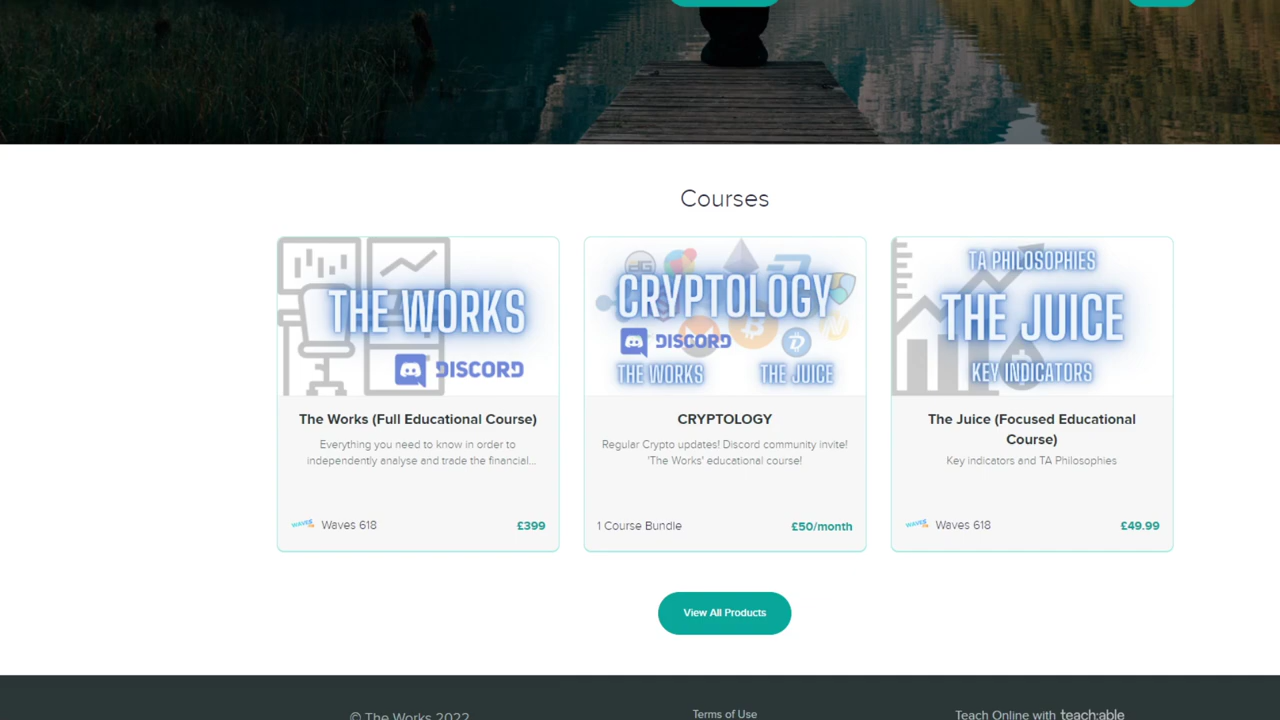 Courses
THE WORKS
DISCORD
The Works (Full Educational Course)
Everything you need to know in order to
independently analyse and trade the financial...
WAVES
Waves 618
£399
CRYPTOLOGY
DISCORD
THE WORKS THE JUICE
CRYPTOLOGY
Regular Crypto updates! Discord community invite!
'The Works' educational course!
1 Course Bundle
£50/month
TA PHILOSOPHIES
THE JUICE
KEY INDICATORS
The Juice (Focused Educational
Course)
Key indicators and TA Philosophies
WAVES
Waves 618
£49.99
View All Products
© The Works 2022
Terms of Use
Teach Online with teach:able